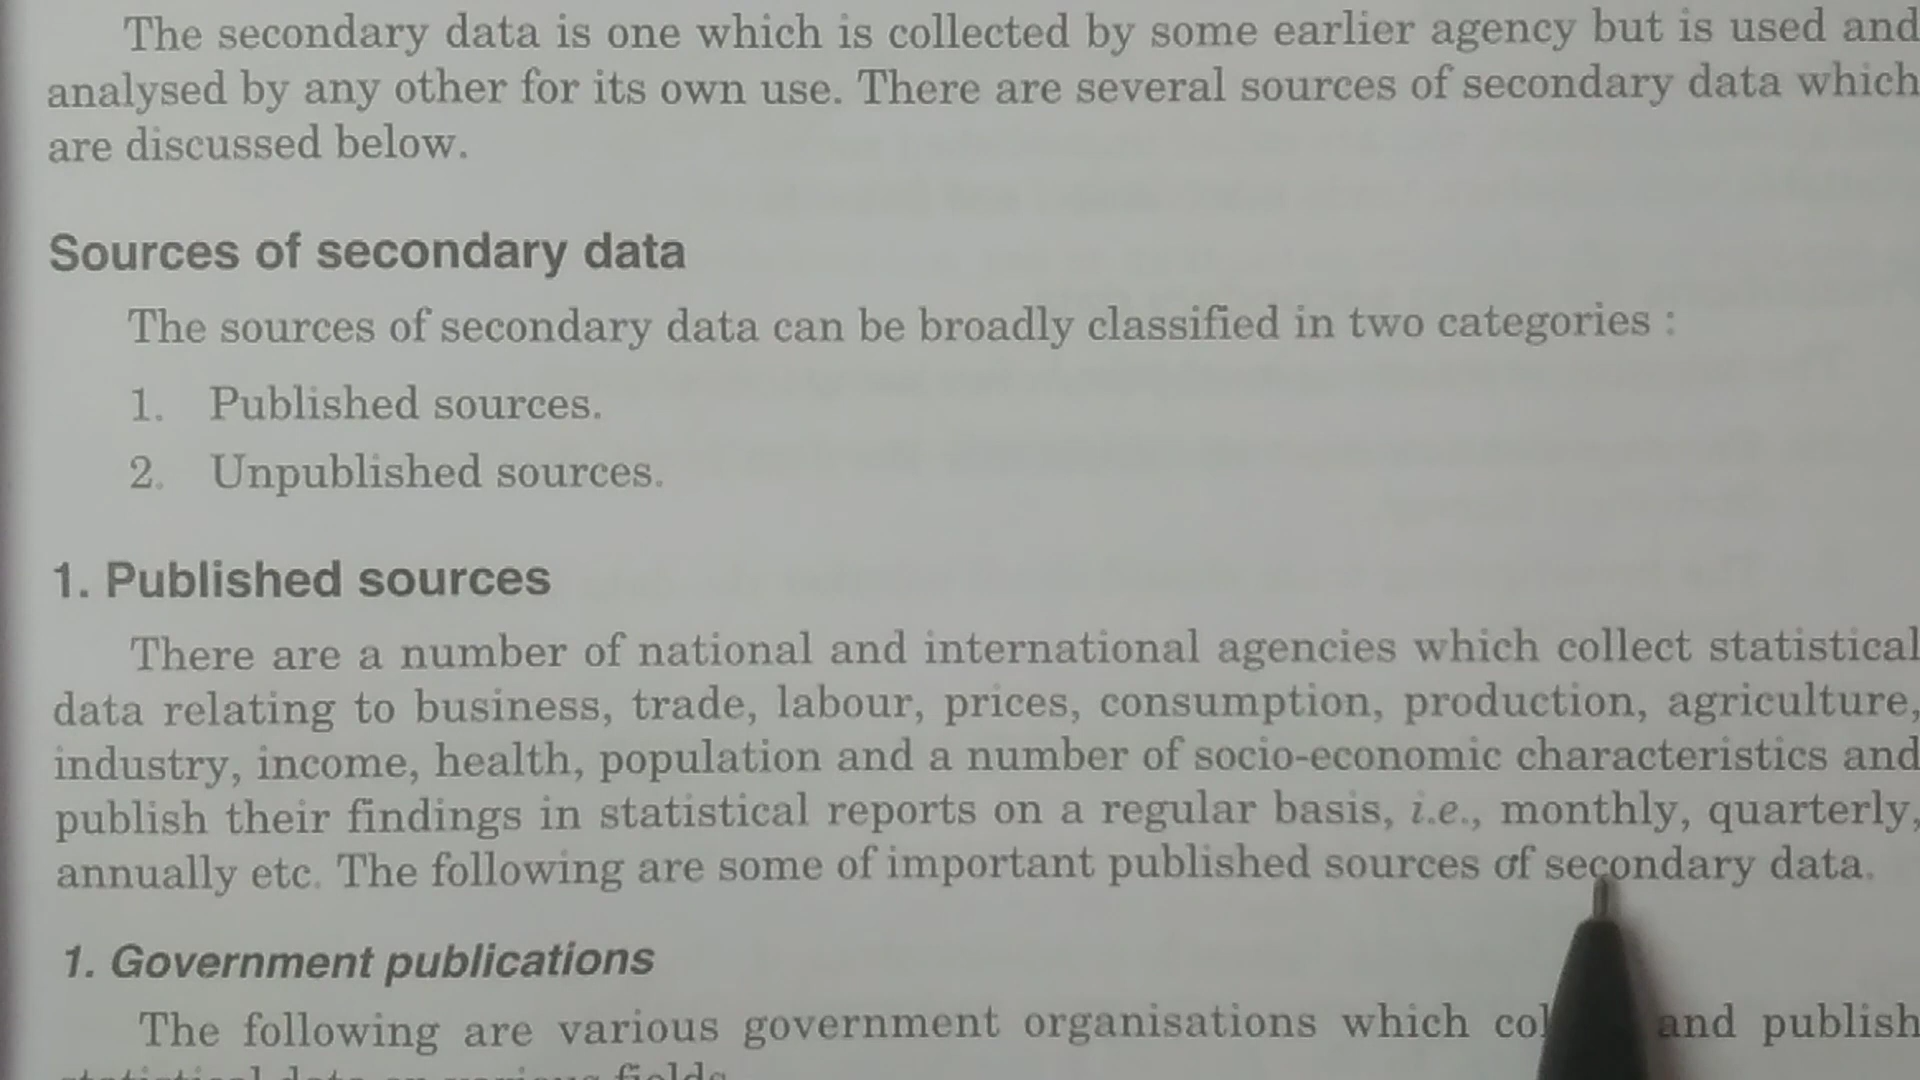 The secondary data is one which is collected by some earlier agency but is used and
analysed by any other for its own use. There are several sources of secondary data which
are discussed below.
Sources of secondary data
The sources of secondary data can be broadly classified in two categories :
1. Published sources.
2. Unpublished sources.
1. Published sources
There are a number of national and international agencies which collect statistical
data relating to business, trade, labour, prices, consumption, production, agriculture,
industry, income, health, population and a number of socio-economic characteristics and
publish their findings in statistical reports on a regular basis, i.e., monthly, quarterly,
annually etc. The following are some of important published sources of secondary data.
1. Government publications
The following are various government organisations which and publish
statistical data on various fields